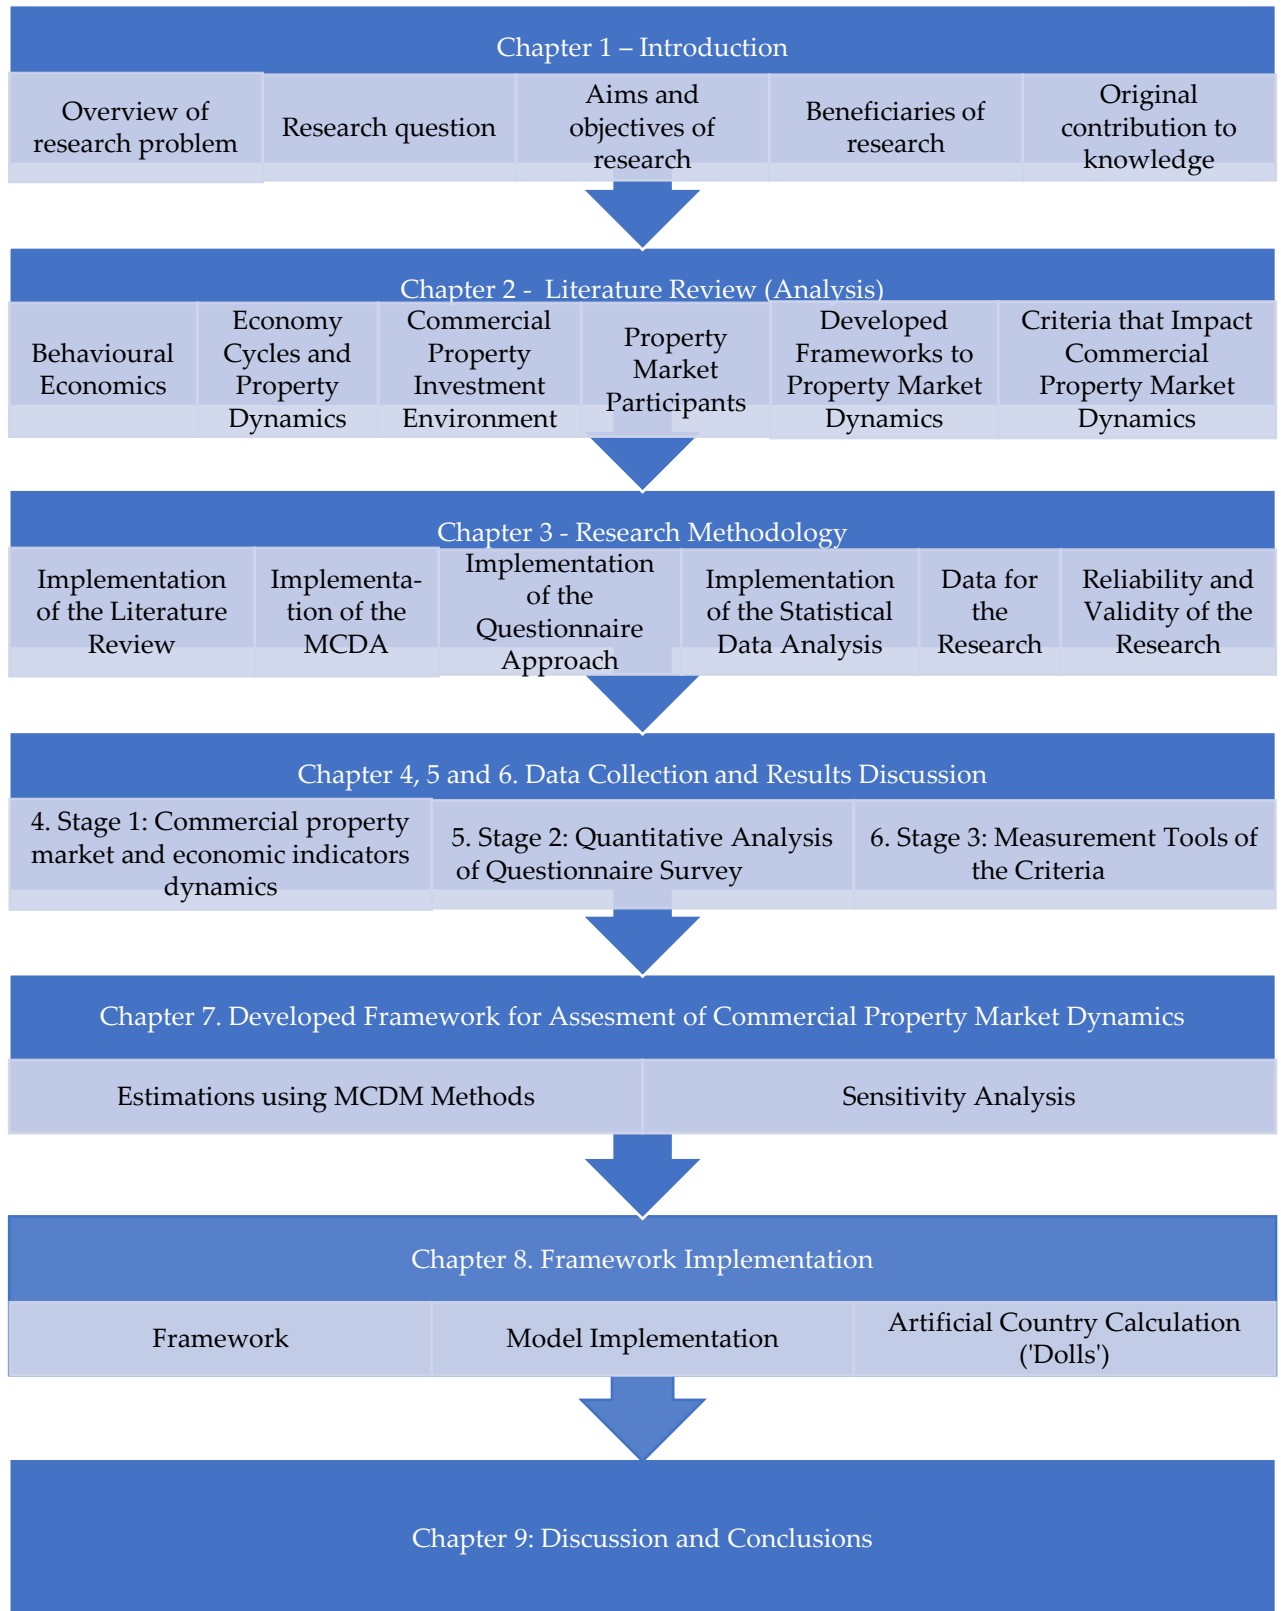 Chapter 1 – Introduction
Overview of
research problem
Research question
Aims and
objectives of
research
Beneficiaries of
research
Original
contribution to
knowledge
Chapter 2 - Literature Review (Analysis)
Behavioural
Economics
Economy
Cycles and
Property
Dynamics
Commercial
Property
Investment
Environment
Property
Market
Participants
Developed
Frameworks to
Property Market
Dynamics
Criteria that Impact
Commercial
Property Market
Dynamics
Chapter 3 - Research Methodology
Implementation
of the Literature
Review
Implementa-
tion of the
MCDA
Implementation
of the
Questionnaire
Approach
Implementation
of the Statistical
Data Analysis
Data for
the
Research
Reliability and
Validity of the
Research
Chapter 4, 5 and 6. Data Collection and Results Discussion
4. Stage 1: Commercial property
market and economic indicators
dynamics
5. Stage 2: Quantitative Analysis
of Questionnaire Survey
6. Stage 3: Measurement Tools of
the Criteria
Chapter 7. Developed Framework for Assesment of Commercial Property Market Dynamics
Estimations using MCDM Methods
Sensitivity Analysis
Chapter 8. Framework Implementation
Framework
Model Implementation
Artificial Country Calculation
('Dolls')
Chapter 9: Discussion and Conclusions